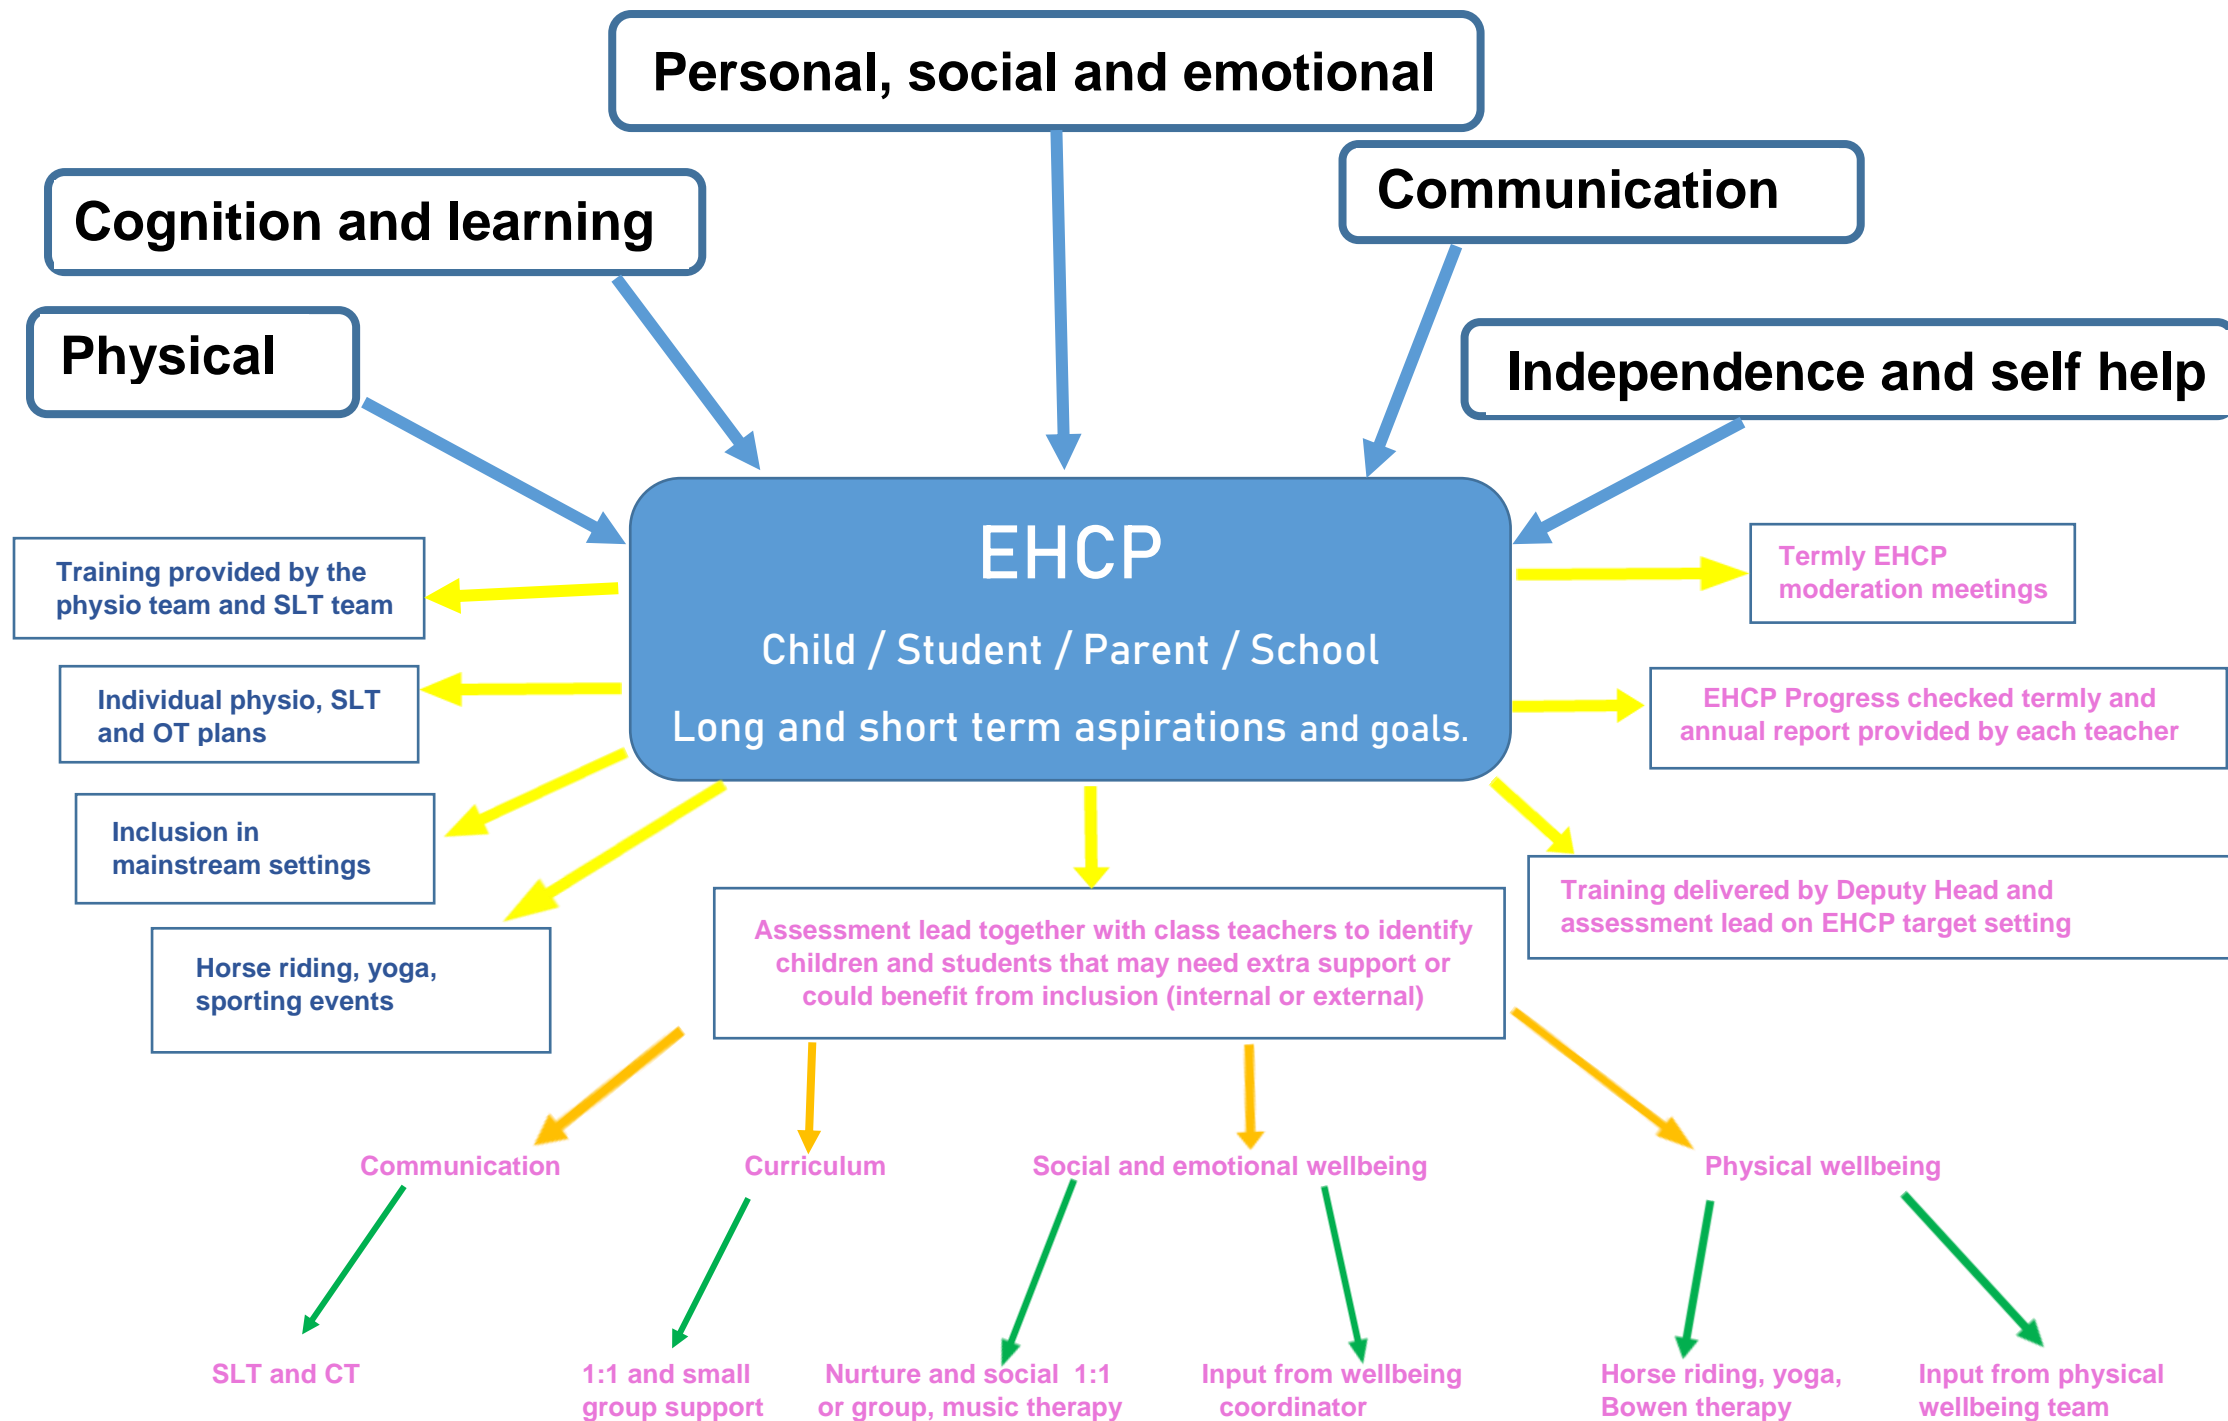 Personal, social and emotional
Communication
Cognition and learning
Physical
Independence and self help
EHCP
Child / Student / Parent / School
Long and short term aspirations and goals.
Training provided by the
physio team and SLT team
Individual physio, SLT
and OT plans
Inclusion in
mainstream settings
Horse riding, yoga,
sporting events
Termly EHCP
moderation meetings
EHCP Progress checked termly and
annual report provided by each teacher
Training delivered by Deputy Head and
assessment lead on EHCP target setting
Assessment lead together with class teachers to identify
children and students that may need extra support or
could benefit from inclusion (internal or external)
Communication
Curriculum
Social and emotional wellbeing
Physical wellbeing
SLT and CT
1:1 and small
group support
Nurture and social 1:1
or group, music therapy
Input from wellbeing
coordinator
Horse riding, yoga,
Bowen therapy
Input from physical
wellbeing team